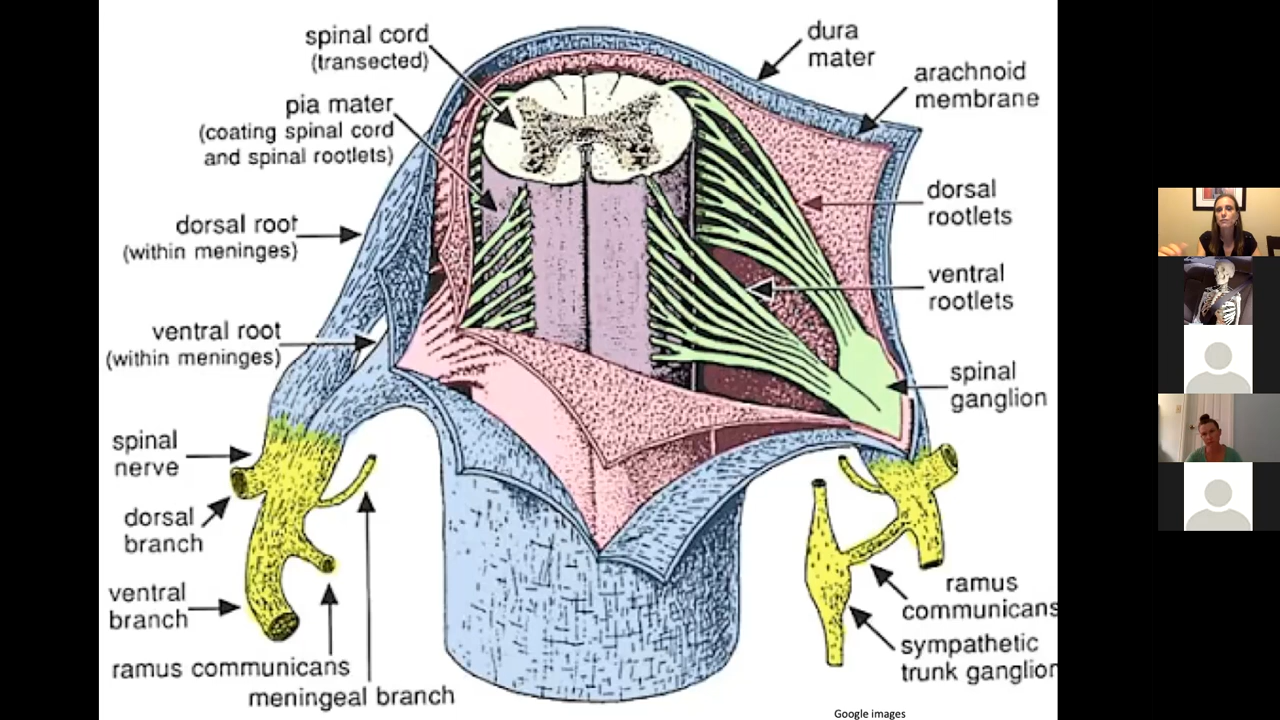 spinal cord
(transected)
pia mater
(coating spinal cord
and spinal rootlets)
dorsal root
(within meninges)
ventral root
(within meninges)
spinal
nerve
dorsal
branch
ventral
branch
ramus communicans
meningeal branch
dura
mater
arachnoid
membrane
dorsal
rootlets
ventral
rootlets
spinal
ganglion
ramus
communicans
sympathetic
trunk ganglion
Google images